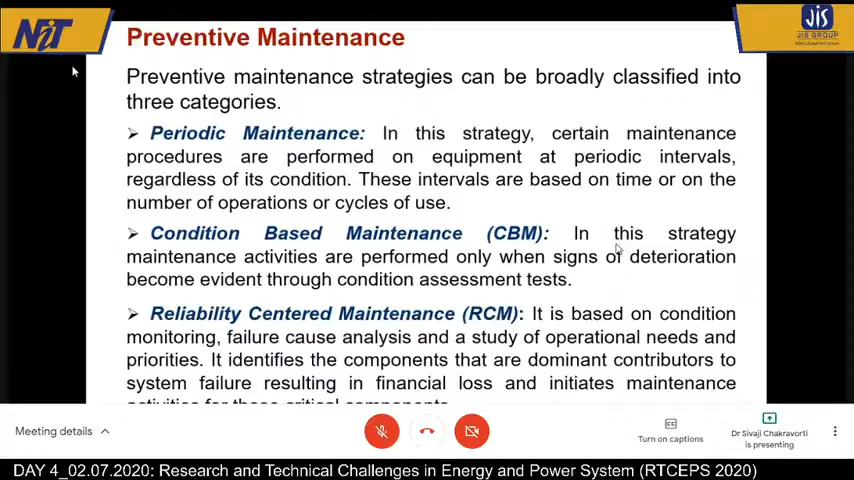 NiT
JIS
JIS GROUP
Preventive Maintenance
Preventive maintenance strategies can be broadly classified into
three categories.
➢ Periodic Maintenance: In this strategy, certain maintenance
procedures are performed on equipment at periodic intervals,
regardless of its condition. These intervals are based on time or on the
number of operations or cycles of use.
➢ Condition Based Maintenance (CBM): In this strategy
maintenance activities are performed only when signs of deterioration
become evident through condition assessment tests.
➢ Reliability Centered Maintenance (RCM): It is based on condition
monitoring, failure cause analysis and a study of operational needs and
priorities. It identifies the components that are dominant contributors to
system failure resulting in financial loss and initiates maintenance
activities for these critical components.
Meeting details
CC
Turn on captions
Dr Sivaji Chakravorti
is presenting
DAY 4_02.07.2020: Research and Technical Challenges in Energy and Power System (RTCEPS 2020)